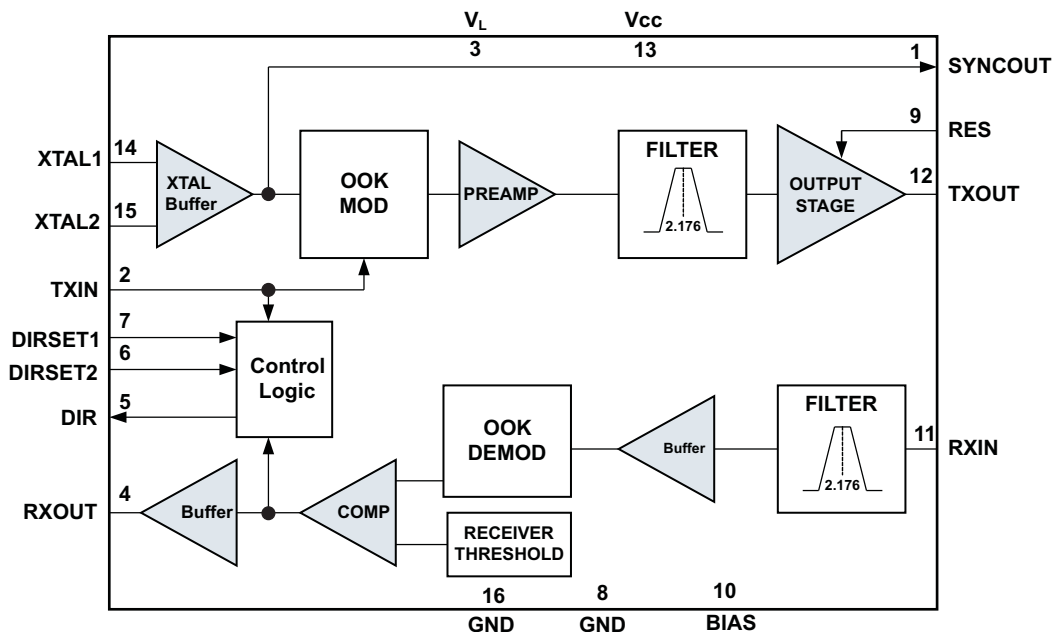 VL
Vcc
3
13
1
SYNCOUT
9
RES
XTAL1
14
XTAL
Buffer
OOK
MOD
PREAMP
FILTER
2.176
OUTPUT
STAGE
12
TXOUT
XTAL2
15
TXIN
2
DIRSET1
7
DIRSET2
6
Control
Logic
DIR
5
OOK
DEMOD
Buffer
FILTER
2.176
11
RXIN
RXOUT
4
Buffer
COMP
RECEIVER
THRESHOLD
16
8
10
GND
GND
BIAS